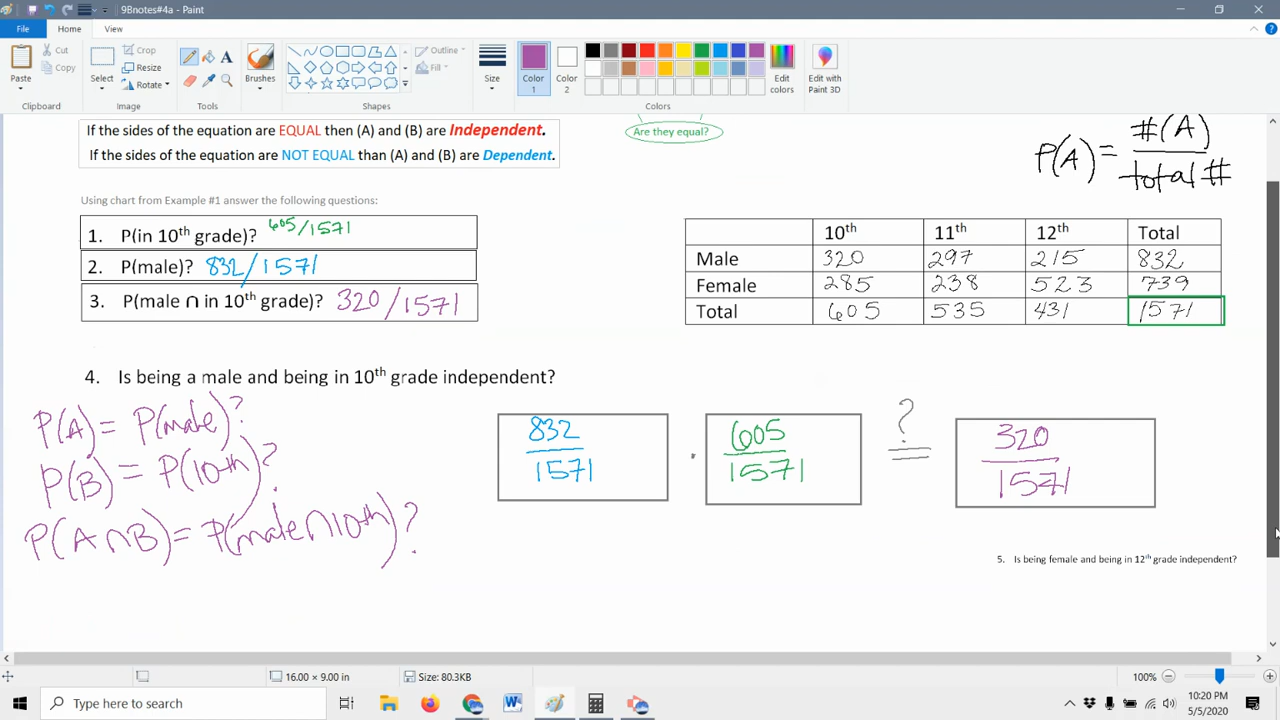 9Bnotes#4a - Paint
File Home View
Paste Cut Copy Clipboard
Select Crop Resize Rotate Image
Tools
Brushes
Outline Fill Shapes
Size
Color 1 Color 2 Edit colors Colors
Edit with Paint 3D
If the sides of the equation are EQUAL then (A) and (B) are Independent.
If the sides of the equation are NOT EQUAL than (A) and (B) are Dependent.
Are they equal?
P(A) = #(A) / total #
Using chart from Example #1 answer the following questions:
1. P(in 10th grade)? 605/1571
2. P(male)? 832/1571
3. P(male ∩ in 10th grade)? 320/1571
10th 11th 12th Total
Male 320 297 215 832
Female 285 238 523 739
Total 605 535 431 1571
4. Is being a male and being in 10th grade independent?
P(A) = P(male)?
P(B) = P(10th)?
P(A∩B) = P(male∩10th)?
832/1571 · 605/1571 ?= 320/1571
5. Is being female and being in 12th grade independent?
16.00 × 9.00 in Size: 80.3KB 100%
Type here to search
10:20 PM
5/5/2020